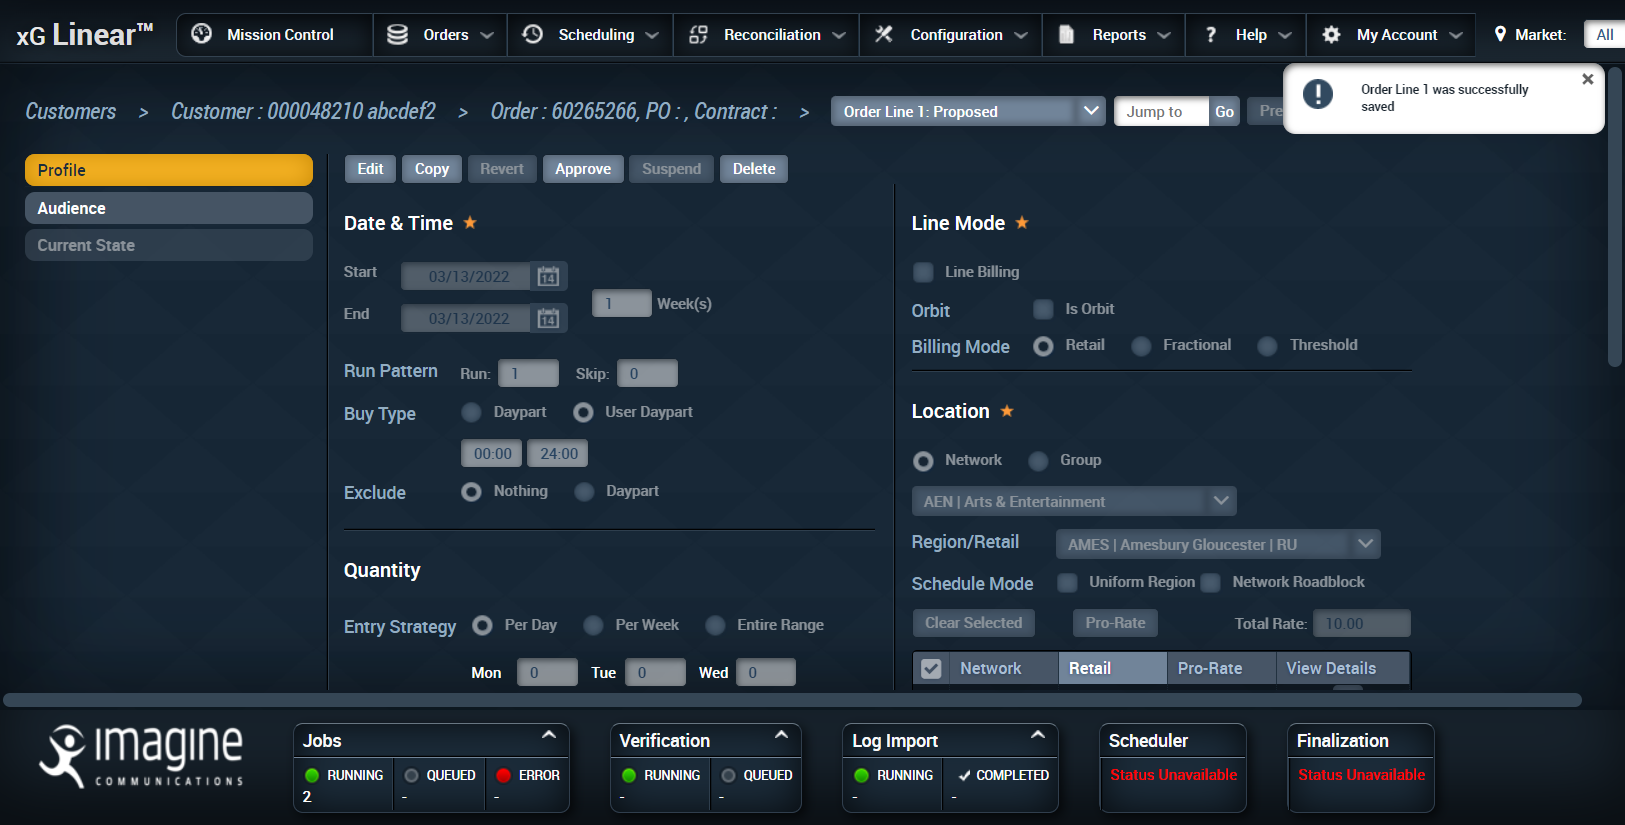 xG Linear™
Mission Control
Orders
Scheduling
Reconciliation
Configuration
Reports
? Help
My Account
Market:
All
Order Line 1 was successfully
saved
Customers > Customer : 000048210 abcdef2 > Order : 60265266, PO : , Contract : >
Order Line 1: Proposed
Jump to
Go
Pre
Profile
Audience
Current State
Edit
Copy
Revert
Approve
Suspend
Delete
Date & Time
Start
03/13/2022
14
End
03/13/2022
14
1 Week(s)
Run Pattern
Run: 1
Skip: 0
Buy Type
Daypart
User Daypart
00:00
24:00
Exclude
Nothing
Daypart
Quantity
Entry Strategy
Per Day
Per Week
Entire Range
Mon 0
Tue 0
Wed 0
Line Mode
Line Billing
Orbit
Is Orbit
Billing Mode
Retail
Fractional
Threshold
Location
Network
Group
AEN | Arts & Entertainment
Region/Retail
AMES | Amesbury Gloucester | RU
Schedule Mode
Uniform Region
Network Roadblock
Clear Selected
Pro-Rate
Total Rate: 10.00
Network
Retail
Pro-Rate
View Details
imagine
COMMUNICATIONS
Jobs
RUNNING
2
QUEUED
-
ERROR
-
Verification
RUNNING
-
QUEUED
-
Log Import
RUNNING
-
COMPLETED
-
Scheduler
Status Unavailable
Finalization
Status Unavailable